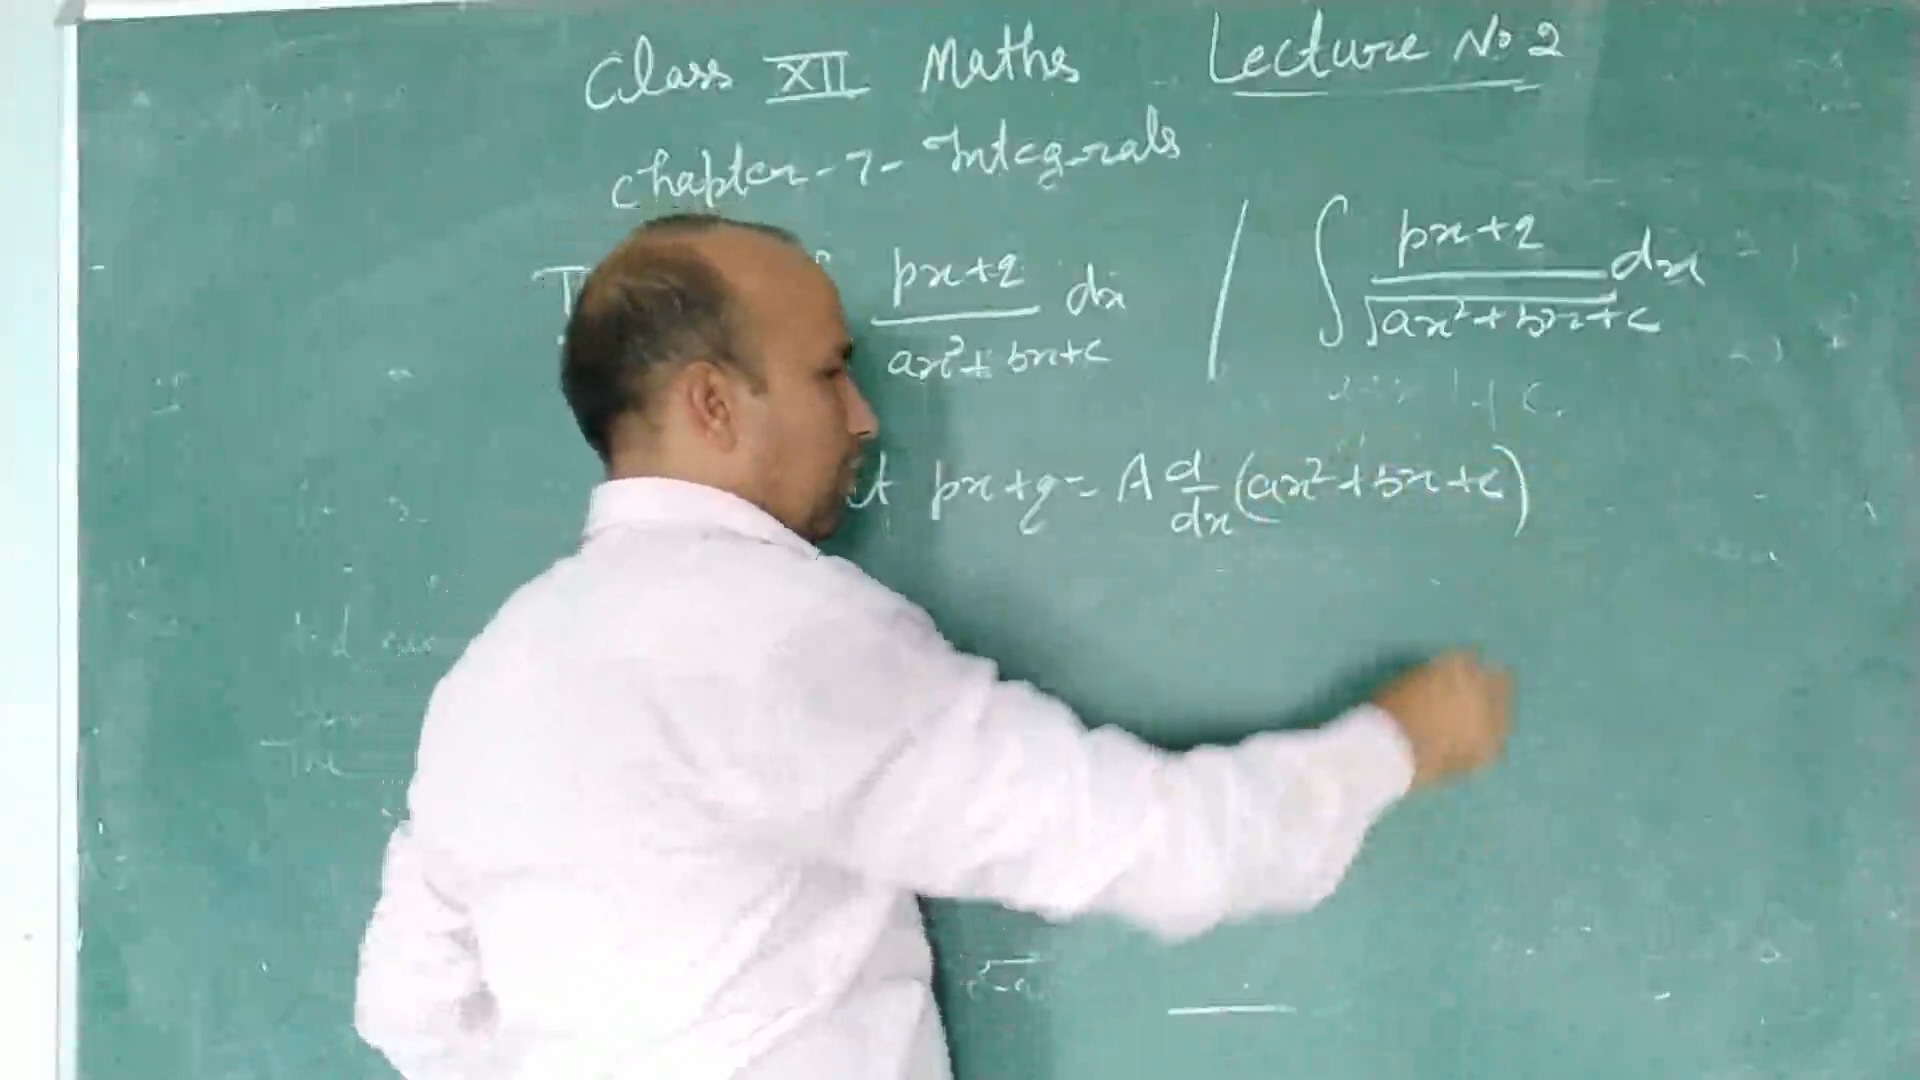 Class XII Maths Lecture No 2
Chapter-7- Integrals
px+q / ax²+bx+c dx / ∫ px+q / √ax²+bx+c dx
px+q = A d/dx (ax²+bx+c)